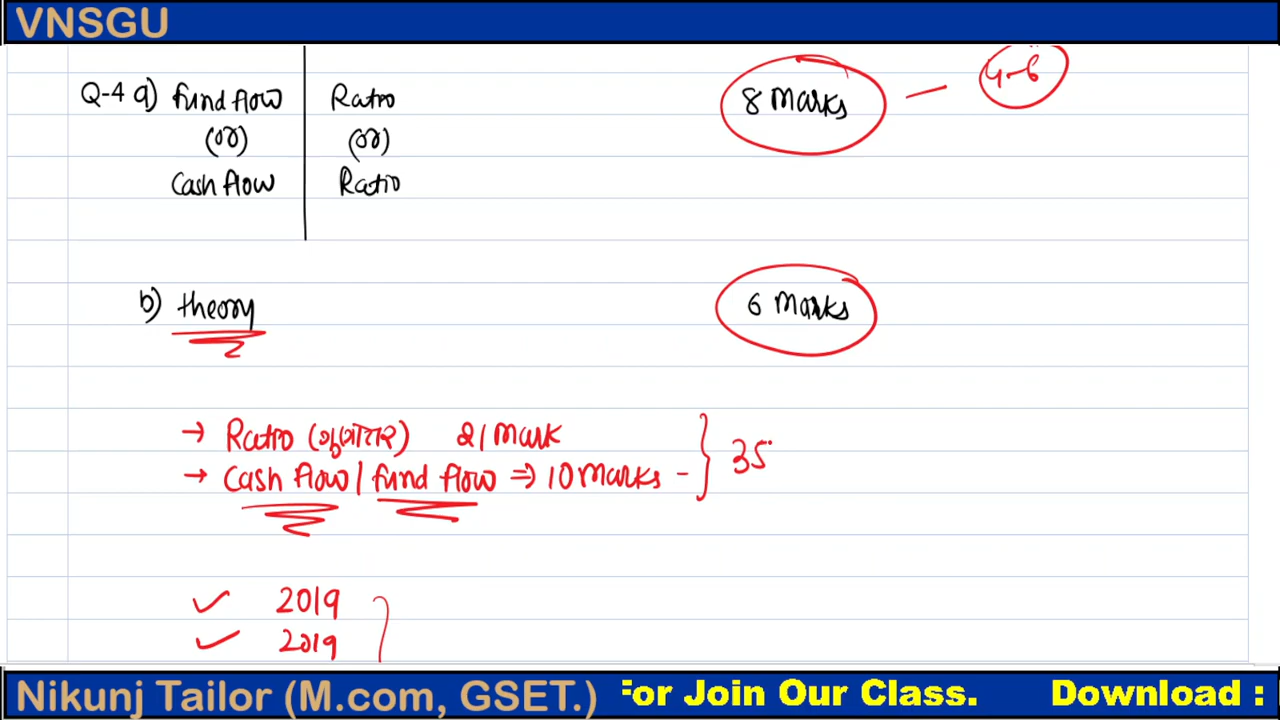 VNSGU
Q-4 a) fund flow Ratio 8 Marks — 4-6
(OR) (OR)
Cash flow Ratio
b) theory 6 Marks
→ Ratio 21 Mark
→ Cash flow / fund flow ⇒ 10 Marks - } 35
✓ 2019
✓ 2019
Nikunj Tailor (M.com, GSET.) For Join Our Class. Download :